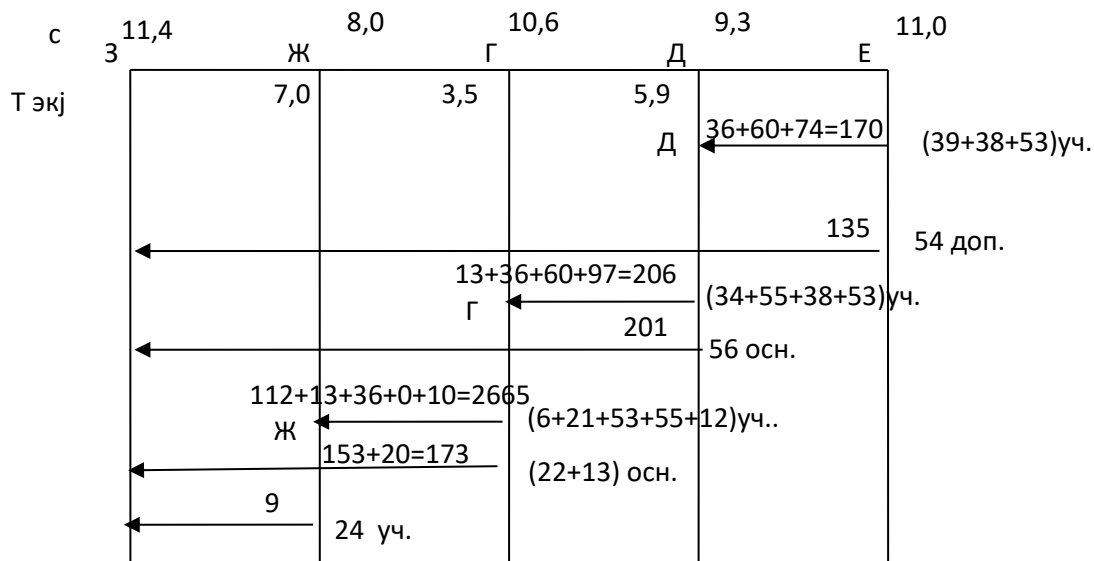 с 11,4 8,0 10,6 9,3 11,0
З Ж Г Д Е
Т экј 7,0 3,5 5,9
Д 36+60+74=170 (39+38+53)уч.
135 54 доп.
13+36+60+97=206
Г (34+55+38+53)уч.
201 56 осн.
112+13+36+0+10=2665
Ж (6+21+53+55+12)уч..
153+20=173 (22+13) осн.
9 24 уч.